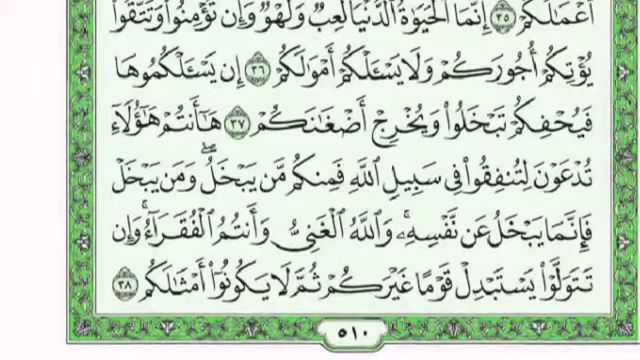 أَعْمَٰلَكُمْ ٣٥ إِنَّمَا ٱلْحَيَوٰةُ ٱلدُّنْيَا لَعِبٌ وَلَهْوٌ وَإِن تُؤْمِنُوا۟ وَتَتَّقُوا۟
يُؤْتِكُمْ أُجُورَكُمْ وَلَا يَسْـَٔلْكُمْ أَمْوَٰلَكُمْ ٣٦ إِن يَسْـَٔلْكُمُوهَا
فَيُحْفِكُمْ تَبْخَلُوا۟ وَيُخْرِجْ أَضْغَٰنَكُمْ ٣٧ هَٰٓأَنتُمْ هَٰٓؤُلَآءِ
تُدْعَوْنَ لِتُنفِقُوا۟ فِى سَبِيلِ ٱللَّهِ فَمِنكُم مَّن يَبْخَلُ ۖ وَمَن يَبْخَلْ
فَإِنَّمَا يَبْخَلُ عَن نَّفْسِهِۦ ۚ وَٱللَّهُ ٱلْغَنِىُّ وَأَنتُمُ ٱلْفُقَرَآءُ ۚ وَإِن
تَتَوَلَّوْا۟ يَسْتَبْدِلْ قَوْمًا غَيْرَكُمْ ثُمَّ لَا يَكُونُوٓا۟ أَمْثَٰلَكُم ٣٨
٥١٠